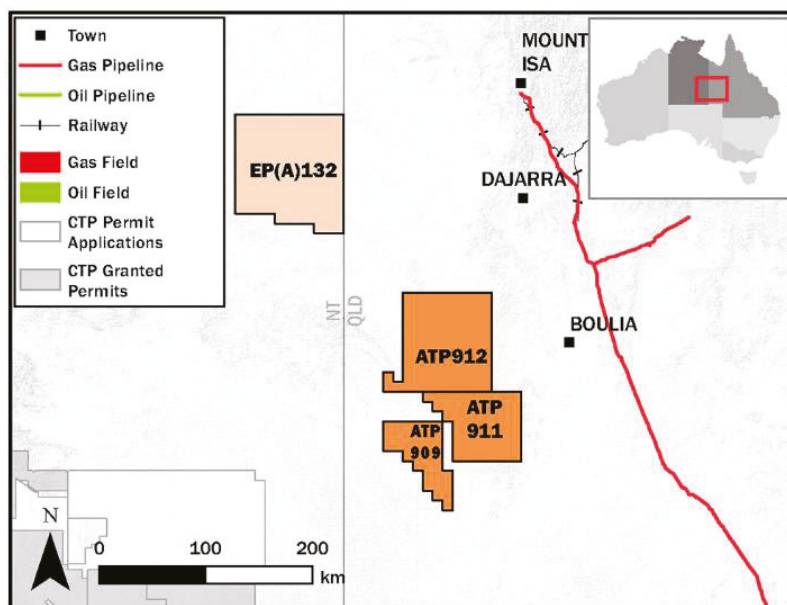 Town
Gas Pipeline
Oil Pipeline
Railway
Gas Field
Oil Field
CTP Permit
Applications
CTP Granted
Permits
MOUNT
ISA
EP(A)132
DAJARRA
NT
QLD
BOULIA
ATP912
ATP
911
ATP
909
N
0 100 200
km